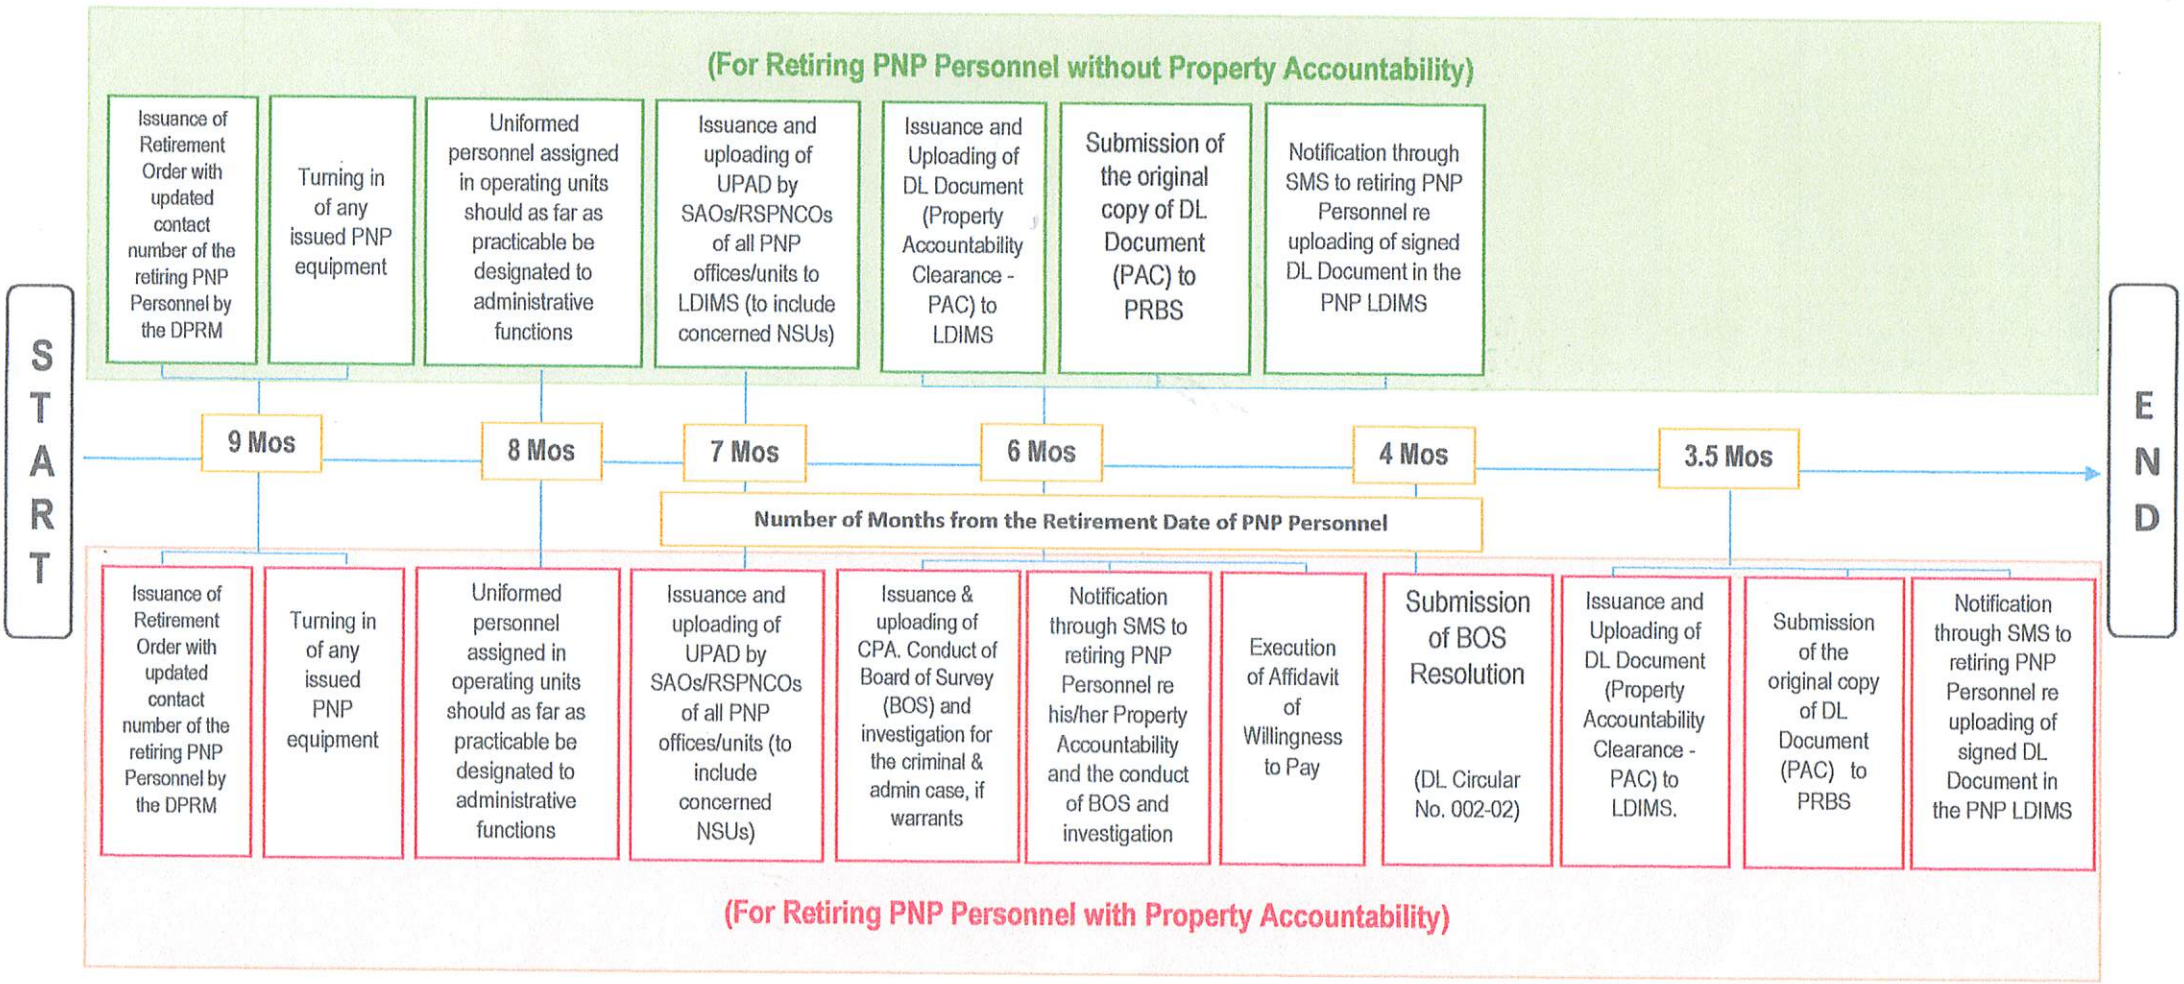 (For Retiring PNP Personnel without Property Accountability)
Issuance of
Retirement
Order with
updated
contact
number of the
retiring PNP
Personnel by
the DPRM
Turning in
of any
issued PNP
equipment
Uniformed
personnel assigned
in operating units
should as far as
practicable be
designated to
administrative
functions
Issuance and
uploading of
UPAD by
SAOs/RSPNCOs
of all PNP
offices/units to
LDIMS (to include
concerned NSUs)
Issuance and
Uploading of
DL Document
(Property
Accountability
Clearance -
PAC) to
LDIMS
Submission of
the original
copy of DL
Document
(PAC) to
PRBS
Notification through
SMS to retiring PNP
Personnel re
uploading of signed
DL Document in the
PNP LDIMS
S
T
A
R
T
9 Mos
8 Mos
7 Mos
6 Mos
4 Mos
3.5 Mos
E
N
D
Number of Months from the Retirement Date of PNP Personnel
Issuance of
Retirement
Order with
updated
contact
number of the
retiring PNP
Personnel by
the DPRM
Turning in
of any
issued
PNP
equipment
Uniformed
personnel
assigned in
operating units
should as far as
practicable be
designated to
administrative
functions
Issuance and
uploading of
UPAD by
SAOs/RSPNCOs
of all PNP
offices/units (to
include
concerned
NSUs)
Issuance &
uploading of
CPA. Conduct of
Board of Survey
(BOS) and
investigation for
the criminal &
admin case, if
warrants
Notification
through SMS to
retiring PNP
Personnel re
his/her Property
Accountability
and the conduct
of BOS and
investigation
Execution
of Affidavit
of
Willingness
to Pay
Submission
of BOS
Resolution
(DL Circular
No. 002-02)
Issuance and
Uploading of
DL Document
(Property
Accountability
Clearance -
PAC) to
LDIMS.
Submission
of the
original copy
of DL
Document
(PAC) to
PRBS
Notification
through SMS to
retiring PNP
Personnel re
uploading of
signed DL
Document in
the PNP LDIMS
(For Retiring PNP Personnel with Property Accountability)